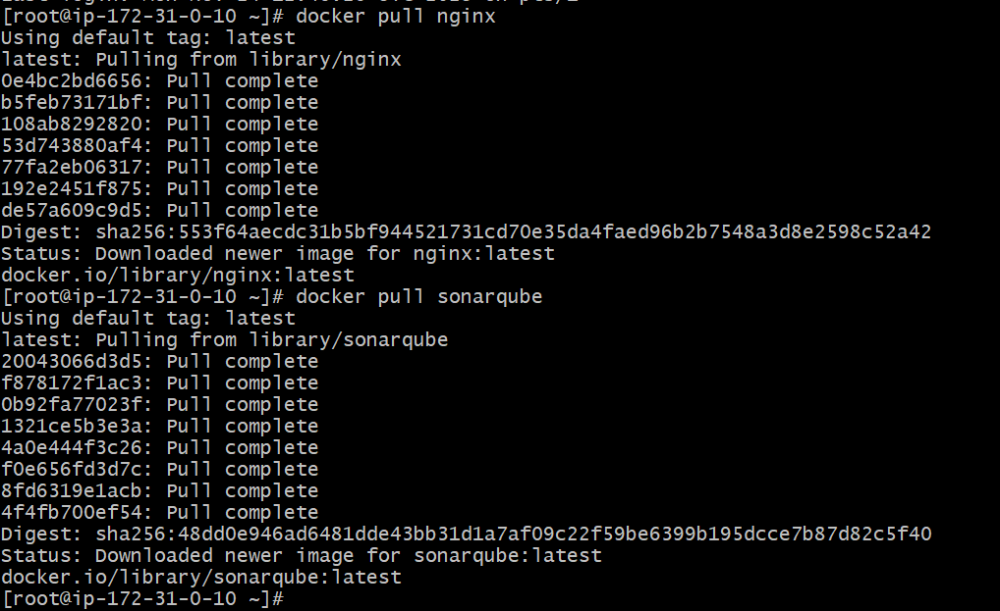 [root@ip-172-31-0-10 ~]# docker pull nginx
Using default tag: latest
latest: Pulling from library/nginx
0e4bc2bd6656: Pull complete
b5feb73171bf: Pull complete
108ab8292820: Pull complete
53d743880af4: Pull complete
77fa2eb06317: Pull complete
192e2451f875: Pull complete
de57a609c9d5: Pull complete
Digest: sha256:553f64aecdc31b5bf944521731cd70e35da4faed96b2b7548a3d8e2598c52a42
Status: Downloaded newer image for nginx:latest
docker.io/library/nginx:latest
[root@ip-172-31-0-10 ~]# docker pull sonarqube
Using default tag: latest
latest: Pulling from library/sonarqube
20043066d3d5: Pull complete
f878172f1ac3: Pull complete
0b92fa77023f: Pull complete
1321ce5b3e3a: Pull complete
4a0e444f3c26: Pull complete
f0e656fd3d7c: Pull complete
8fd6319e1acb: Pull complete
4f4fb700ef54: Pull complete
Digest: sha256:48dd0e946ad6481dde43bb31d1a7af09c22f59be6399b195dcce7b87d82c5f40
Status: Downloaded newer image for sonarqube:latest
docker.io/library/sonarqube:latest
[root@ip-172-31-0-10 ~]#